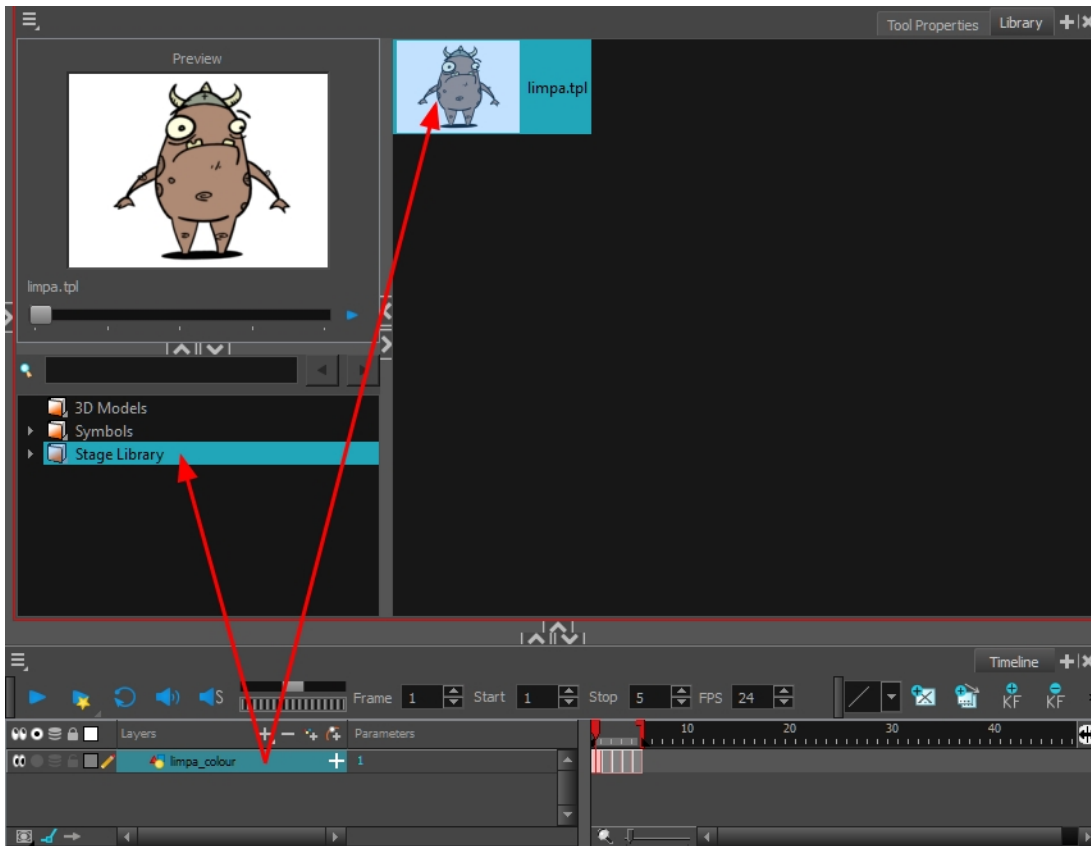 Tool Properties Library
Preview
limpa.tpl
limpa.tpl
3D Models
Symbols
Stage Library
Timeline
S Frame 1 Start 1 Stop 5 FPS 24 KF KF
Layers Parameters 10 20 30 40
limpa_colour 1